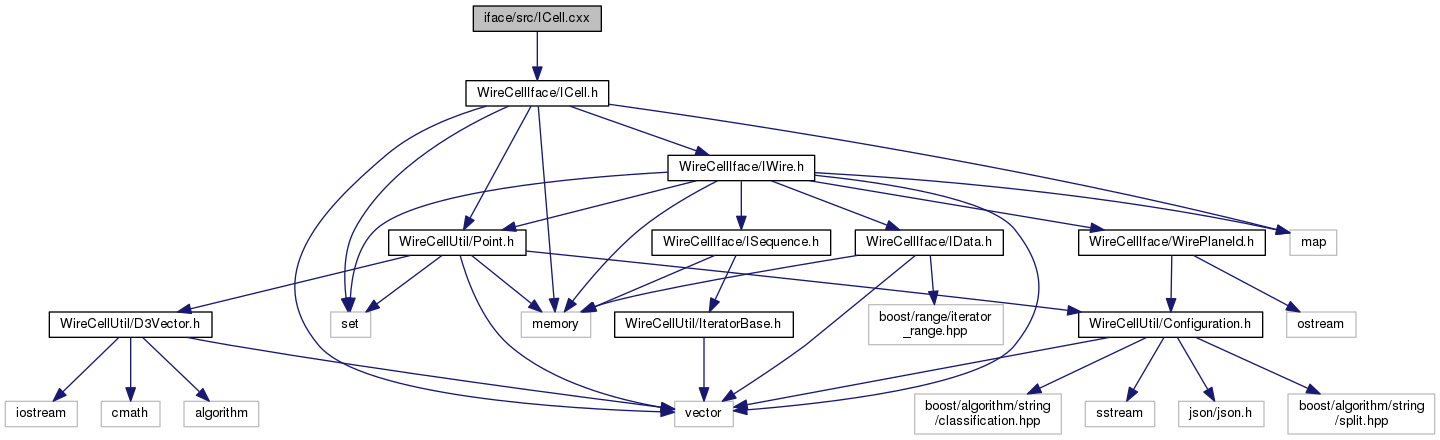 iface/src/ICell.cxx
WireCellIface/ICell.h
WireCellIface/IWire.h
WireCellUtil/Point.h
WireCellIface/ISequence.h
WireCellIface/IData.h
WireCellIface/WirePlaneId.h
map
WireCellUtil/D3Vector.h
set
memory
WireCellUtil/IteratorBase.h
boost/range/iterator
_range.hpp
WireCellUtil/Configuration.h
ostream
iostream
cmath
algorithm
vector
boost/algorithm/string
/classification.hpp
sstream
json/json.h
boost/algorithm/string
/split.hpp